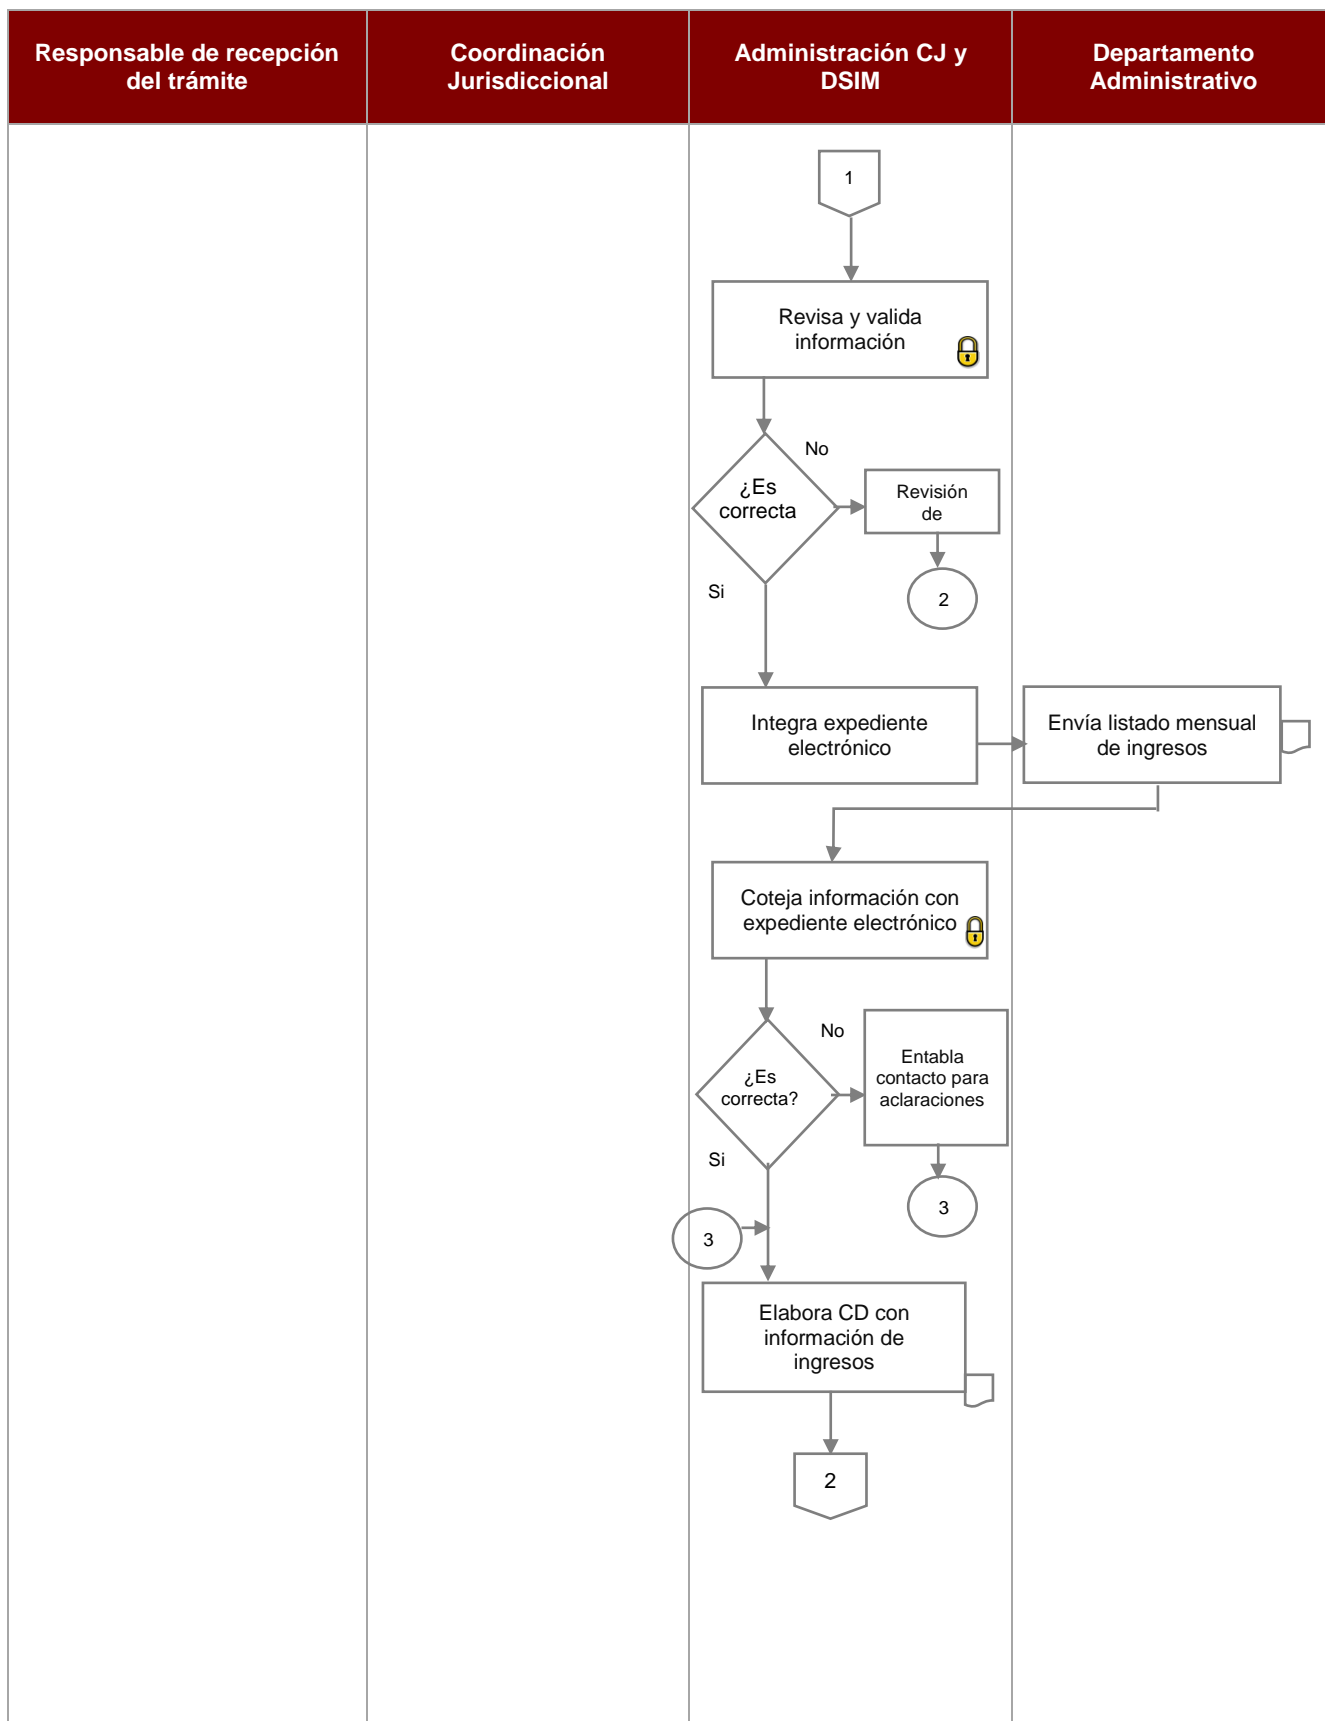 Responsable de recepción
del trámite
Coordinación
Jurisdiccional
Administración CJ y
DSIM
Departamento
Administrativo
1
Revisa y valida
información
No
¿Es
correcta
Revisión
de
Si
2
Integra expediente
electrónico
Envía listado mensual
de ingresos
Coteja información con
expediente electrónico
No
¿Es
correcta?
Entabla
contacto para
aclaraciones
Si
3
3
Elabora CD con
información de
ingresos
2